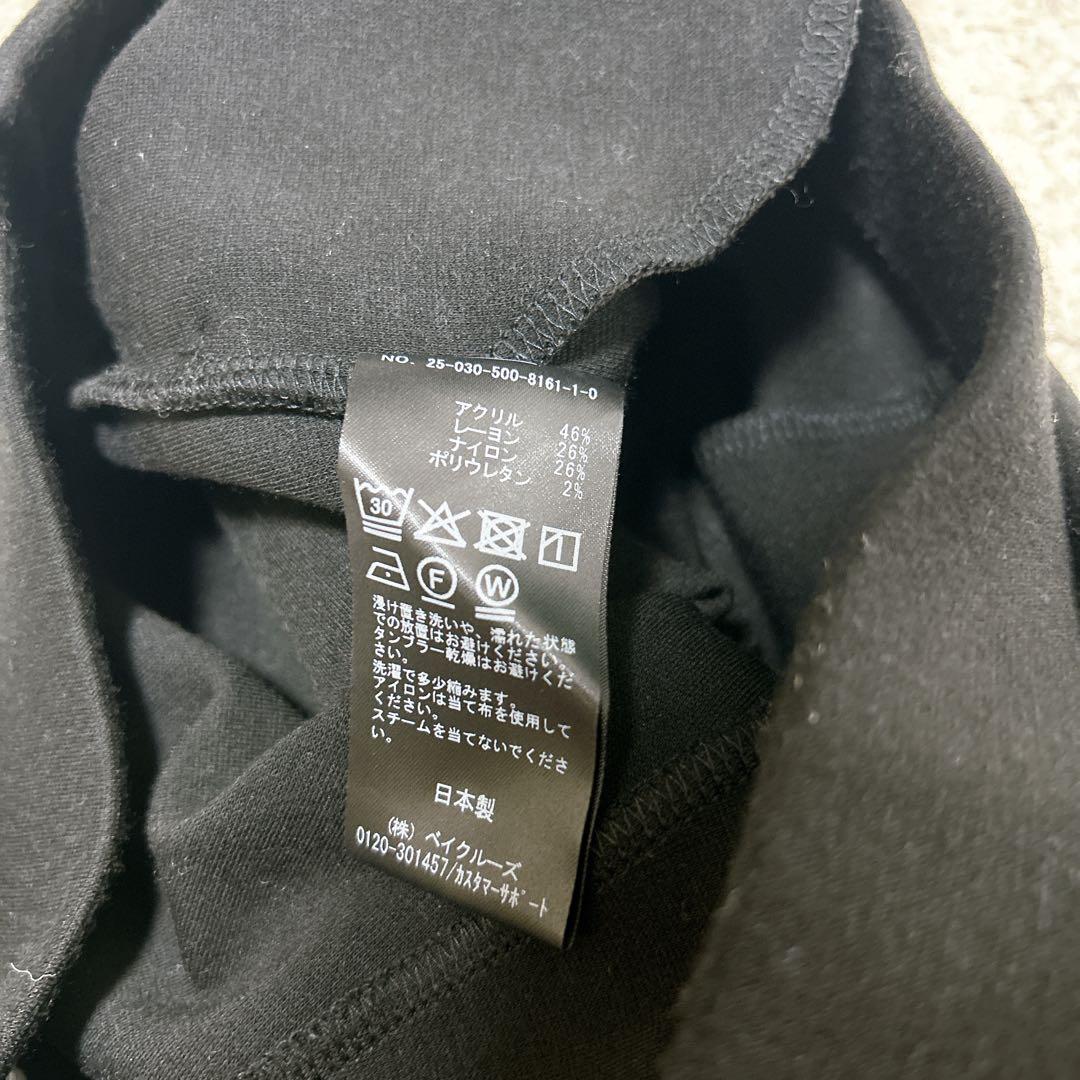 NO. 25-030-500-8161-1-0
アクリル 46%
レーヨン 26%
ナイロン 26%
ポリウレタン 2%
30
F W
浸け置き洗いや、濡れた状態
での放置はお避けください。
タンブラー乾燥はお避けくだ
さい。
洗濯で多少縮みます。
アイロンは当て布を使用して
ください。
スチームを当てないでくださ
い。
日本製
(株) ベイクルーズ
0120-301457/カスタマーサポート